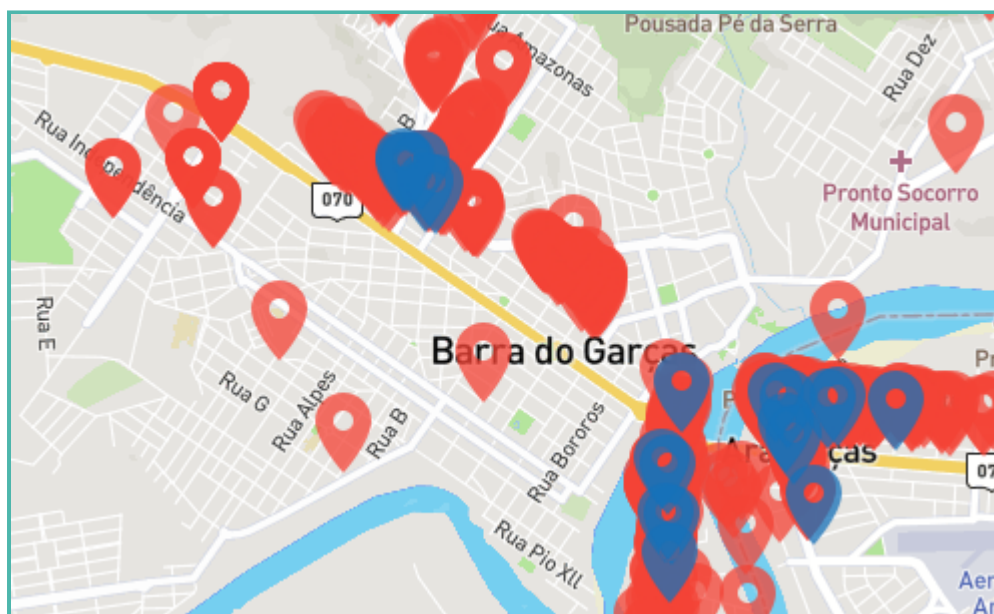 Pousada Pé da Serra
Amazonas
Rua Dez
B
Rua Independência
070
Pronto Socorro
Municipal
Rua E
Barra do Garças
Rua G
Rua Alpes
Rua B
Rua Bororos
Rua Pio XII